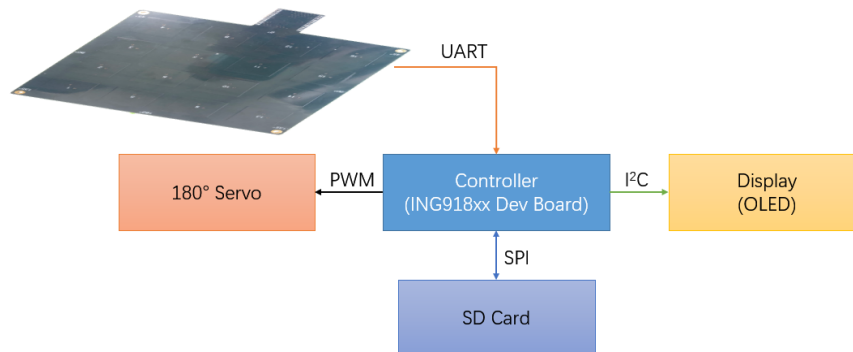 UART
180° Servo
PWM
Controller
(ING918xx Dev Board)
I²C
Display
(OLED)
SPI
SD Card